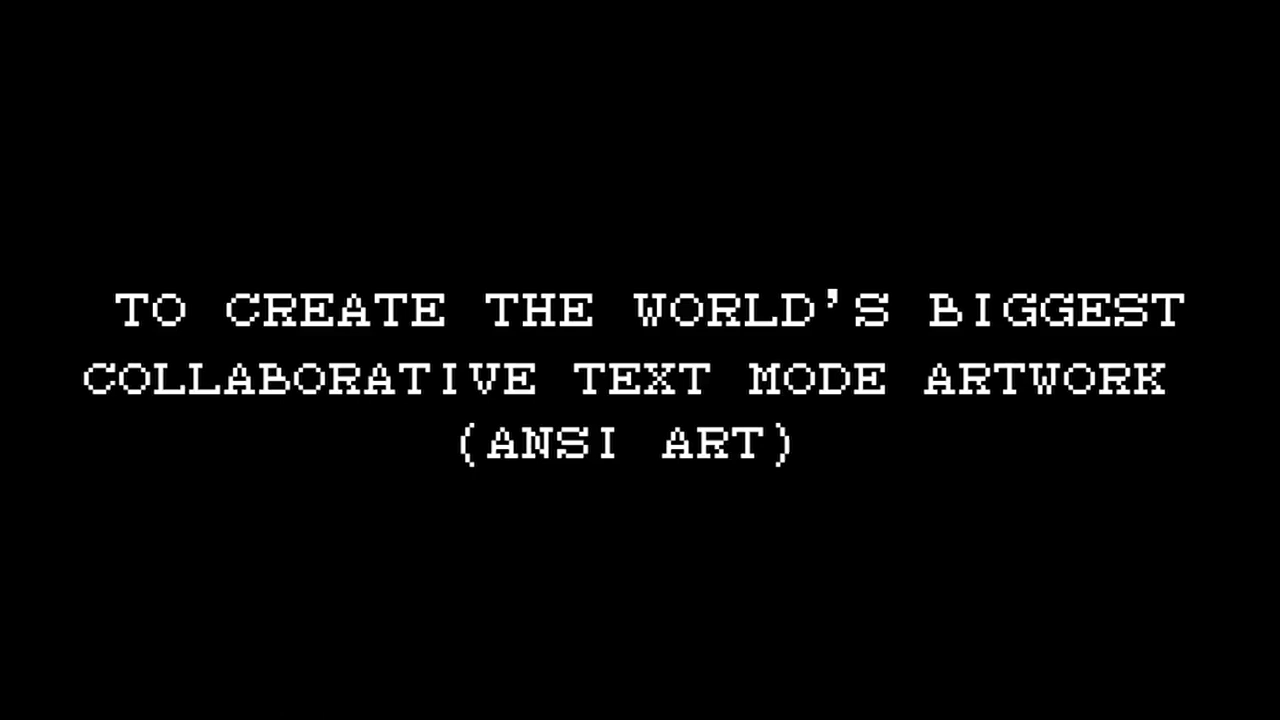 TO CREATE THE WORLD'S BIGGEST
COLLABORATIVE TEXT MODE ARTWORK
(ANSI ART)